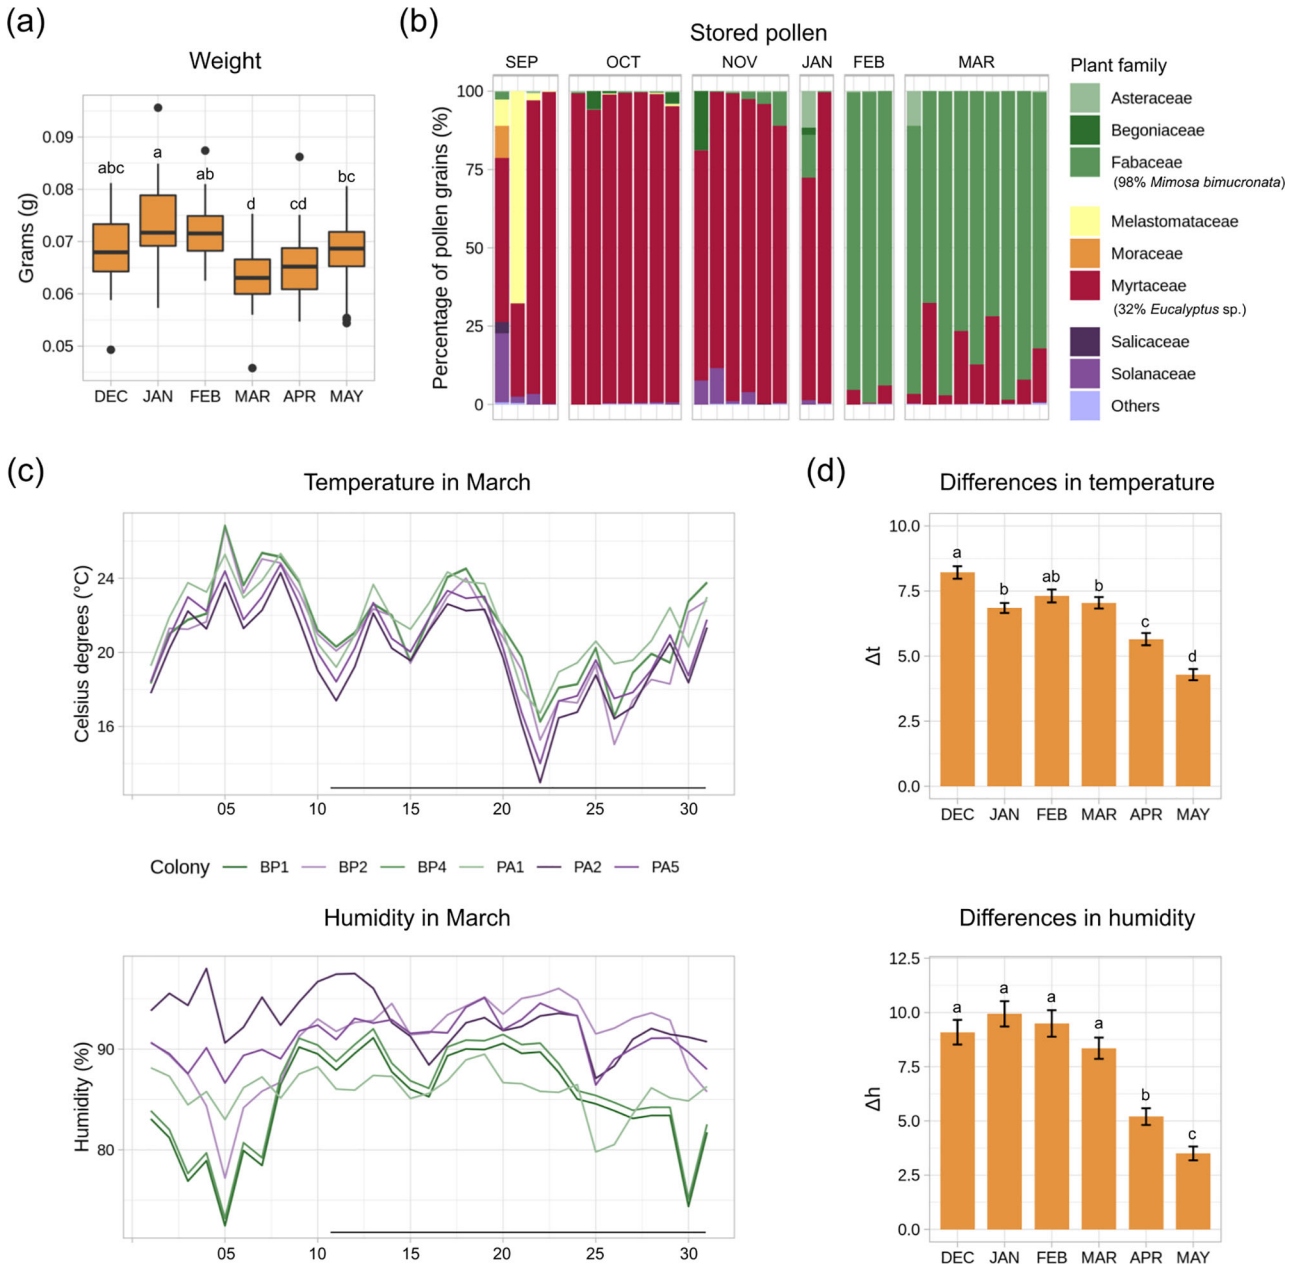 (a)
Weight
Grams (g)
0.09
0.08
0.07
0.06
0.05
abc
a
ab
d
cd
bc
DEC JAN FEB MAR APR MAY
(b)
Stored pollen
SEP OCT NOV JAN FEB MAR
Percentage of pollen grains (%)
100
75
50
25
0
Plant family
Asteraceae
Begoniaceae
Fabaceae
(98% Mimosa bimucronata)
Melastomataceae
Moraceae
Myrtaceae
(32% Eucalyptus sp.)
Salicaceae
Solanaceae
Others
(c)
Temperature in March
Celsius degrees (°C)
24
20
16
05 10 15 20 25 30
Colony BP1 BP2 BP4 PA1 PA2 PA5
Humidity in March
Humidity (%)
90
80
05 10 15 20 25 30
(d)
Differences in temperature
Δt
10.0
7.5
5.0
2.5
0.0
a
b
ab
b
c
d
DEC JAN FEB MAR APR MAY
Differences in humidity
Δh
12.5
10.0
7.5
5.0
2.5
0.0
a
a
a
a
b
c
DEC JAN FEB MAR APR MAY